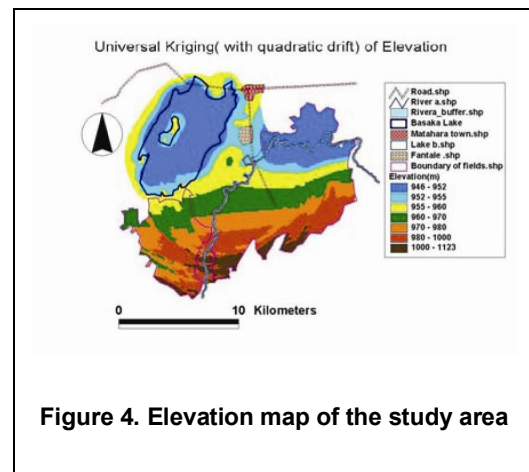 Universal Kriging( with quadratic drift) of Elevation
Road.shp
River a.shp
Rivera_buffer.shp
Basaka Lake
Matahara town.shp
Lake b.shp
Fantale .shp
Boundary of fields.shp
Elevation(m)
946 - 952
952 - 955
955 - 960
960 - 970
970 - 980
980 - 1000
1000 - 1123
0 10 Kilometers
Figure 4. Elevation map of the study area